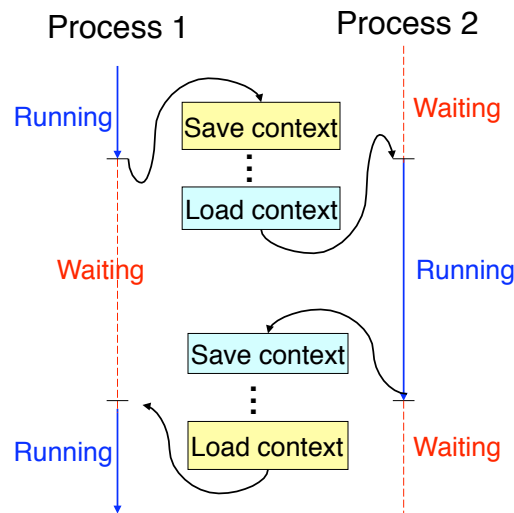 Process 1
Process 2
Running
Save context
Waiting
Load context
Waiting
Running
Save context
Running
Load context
Waiting